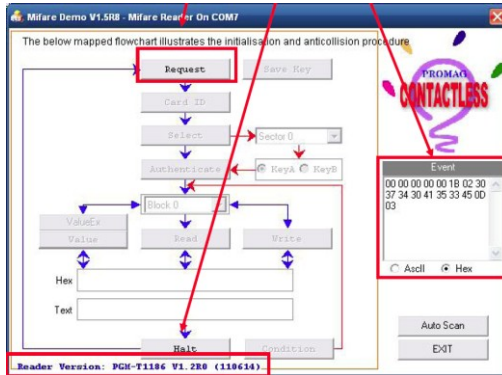 Mifare Demo V1.5R8 - Mifare Reader On COM7
The below mapped flowchart illustrates the initialisation and anticollision procedure
Request
Save Key
Card ID
Select
Sector 0
Authenticate
KeyA
KeyB
Block 0
ValueEx
Value
Read
Write
Hex
Text
Halt
Condition
Reader Version: PGM-T1186 V1.2R0 (110614)
PROMAG
CONTACTLESS
Event
00 00 00 00 00 1B 02 30
37 34 30 41 35 33 45 0D
03
AscII
Hex
Auto Scan
EXIT